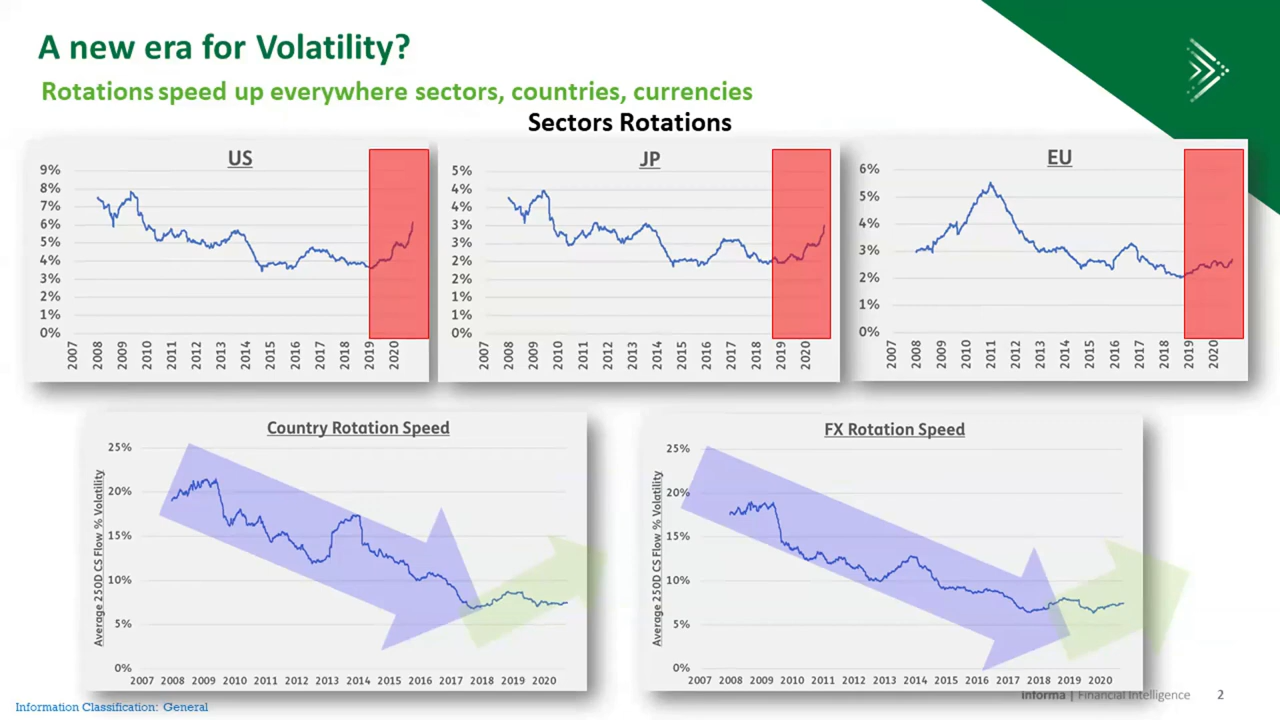 A new era for Volatility?
Rotations speed up everywhere sectors, countries, currencies
Sectors Rotations
US
9%
8%
7%
6%
5%
4%
3%
2%
1%
0%
2007 2008 2009 2010 2011 2012 2013 2014 2015 2016 2017 2018 2019 2020
JP
5%
4%
4%
3%
3%
2%
2%
1%
1%
0%
2007 2008 2009 2010 2011 2012 2013 2014 2015 2016 2017 2018 2019 2020
EU
6%
5%
4%
3%
2%
1%
0%
2007 2008 2009 2010 2011 2012 2013 2014 2015 2016 2017 2018 2019 2020
Country Rotation Speed
Average 250D CS Flow % Volatility
25%
20%
15%
10%
5%
0%
2007 2008 2009 2010 2011 2012 2013 2014 2015 2016 2017 2018 2019 2020
FX Rotation Speed
Average 250D CS Flow % Volatility
25%
20%
15%
10%
5%
0%
2007 2008 2009 2010 2011 2012 2013 2014 2015 2016 2017 2018 2019 2020
informa | Financial Intelligence 2
Information Classification: General